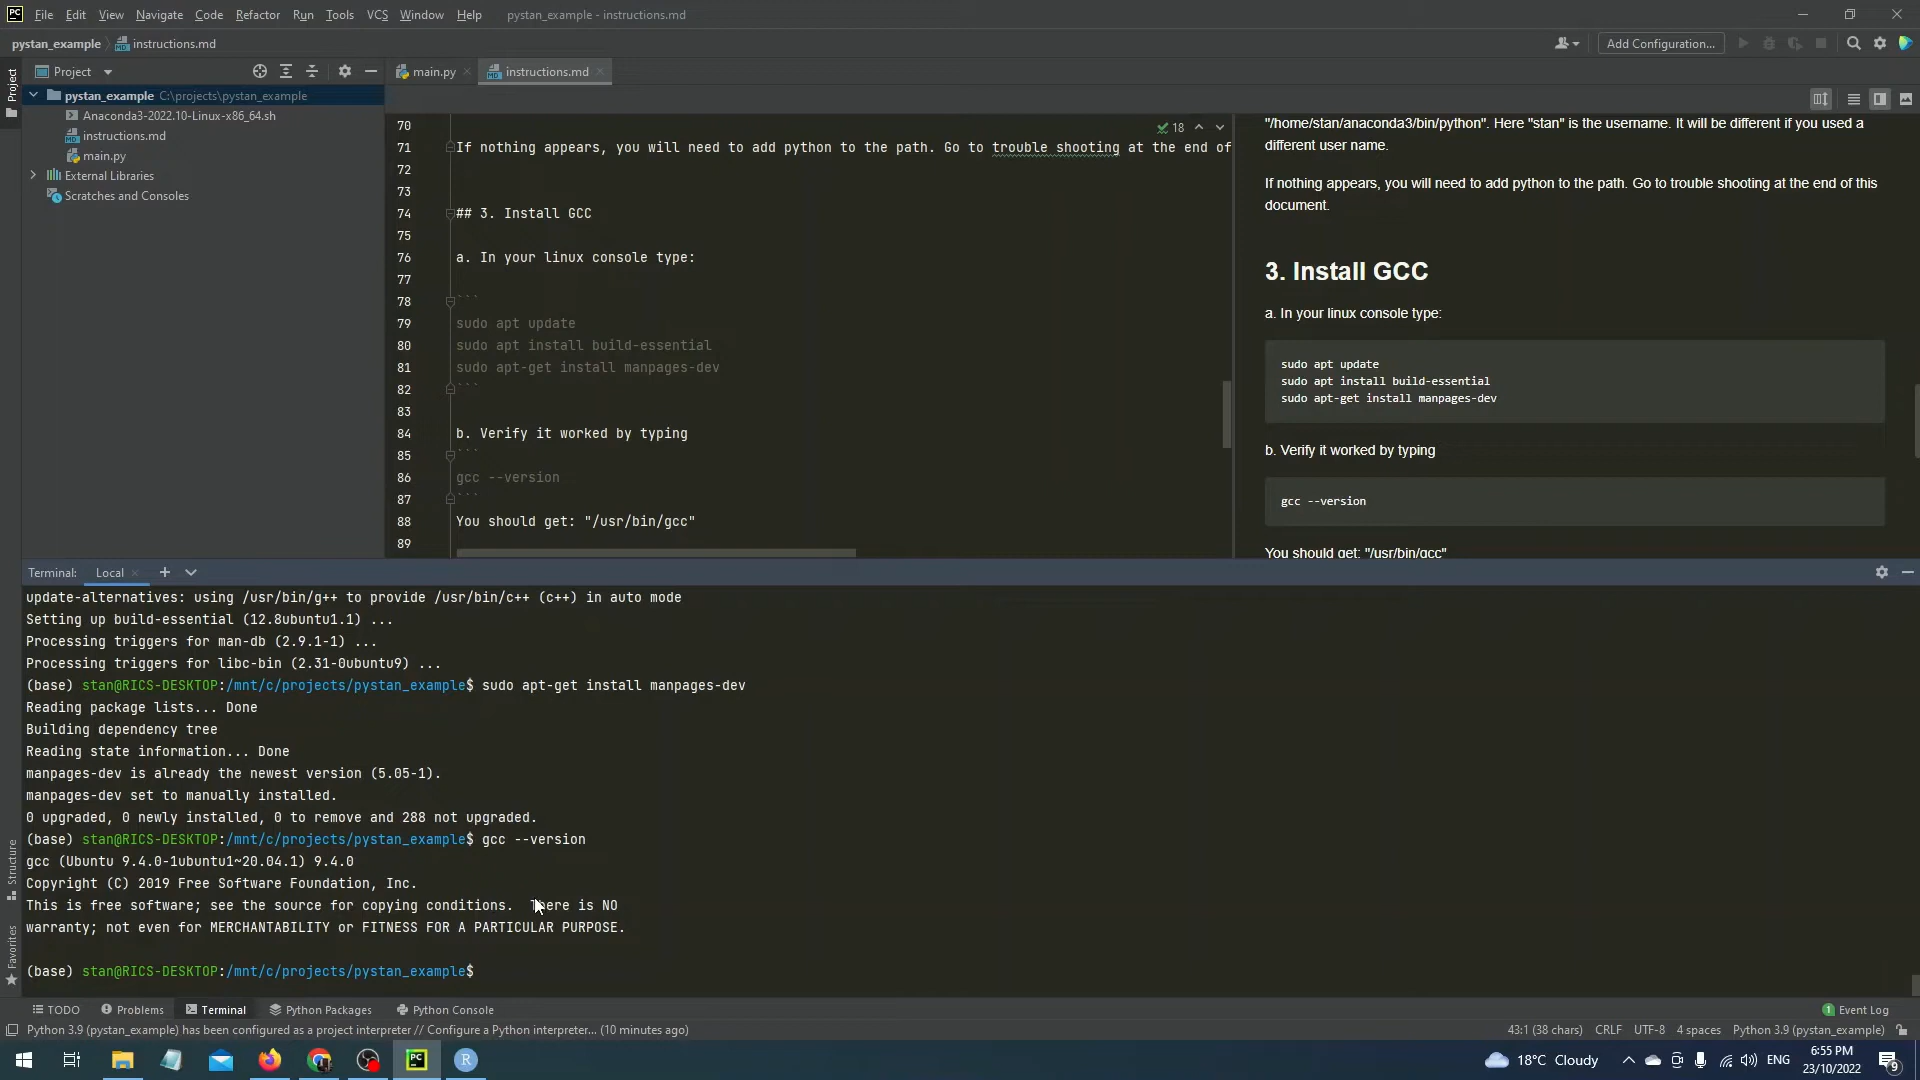 PC File Edit View Navigate Code Refactor Run Tools VCS Window Help pystan_example - instructions.md
pystan_example instructions.md Add Configuration...
Project
Project
main.py
instructions.md
pystan_example C:\projects\pystan_example
Anaconda3-2022.10-Linux-x86_64.sh
instructions.md
main.py
External Libraries
Scratches and Consoles
18
70
71 If nothing appears, you will need to add python to the path. Go to trouble shooting at the end of
72
73
74 ## 3. Install GCC
75
76 a. In your linux console type:
77
78 ```
79 sudo apt update
80 sudo apt install build-essential
81 sudo apt-get install manpages-dev
82 ```
83
84 b. Verify it worked by typing
85 ```
86 gcc --version
87 ```
88 You should get: "/usr/bin/gcc"
89
"/home/stan/anaconda3/bin/python". Here "stan" is the username. It will be different if you used a
different user name.
If nothing appears, you will need to add python to the path. Go to trouble shooting at the end of this
document.
3. Install GCC
a. In your linux console type:
sudo apt update
sudo apt install build-essential
sudo apt-get install manpages-dev
b. Verify it worked by typing
gcc --version
You should get: "/usr/bin/gcc"
Terminal: Local
update-alternatives: using /usr/bin/g++ to provide /usr/bin/c++ (c++) in auto mode
Setting up build-essential (12.8ubuntu1.1) ...
Processing triggers for man-db (2.9.1-1) ...
Processing triggers for libc-bin (2.31-0ubuntu9) ...
(base) stan@RICS-DESKTOP:/mnt/c/projects/pystan_example$ sudo apt-get install manpages-dev
Reading package lists... Done
Building dependency tree
Reading state information... Done
manpages-dev is already the newest version (5.05-1).
manpages-dev set to manually installed.
0 upgraded, 0 newly installed, 0 to remove and 288 not upgraded.
(base) stan@RICS-DESKTOP:/mnt/c/projects/pystan_example$ gcc --version
gcc (Ubuntu 9.4.0-1ubuntu1~20.04.1) 9.4.0
Copyright (C) 2019 Free Software Foundation, Inc.
This is free software; see the source for copying conditions.  There is NO
warranty; not even for MERCHANTABILITY or FITNESS FOR A PARTICULAR PURPOSE.
(base) stan@RICS-DESKTOP:/mnt/c/projects/pystan_example$
Structure
Favorites
TODO Problems Terminal Python Packages Python Console 1 Event Log
Python 3.9 (pystan_example) has been configured as a project interpreter // Configure a Python interpreter... (10 minutes ago) 43:1 (38 chars) CRLF UTF-8 4 spaces Python 3.9 (pystan_example)
PC R 18°C Cloudy ENG 6:55 PM
23/10/2022 9